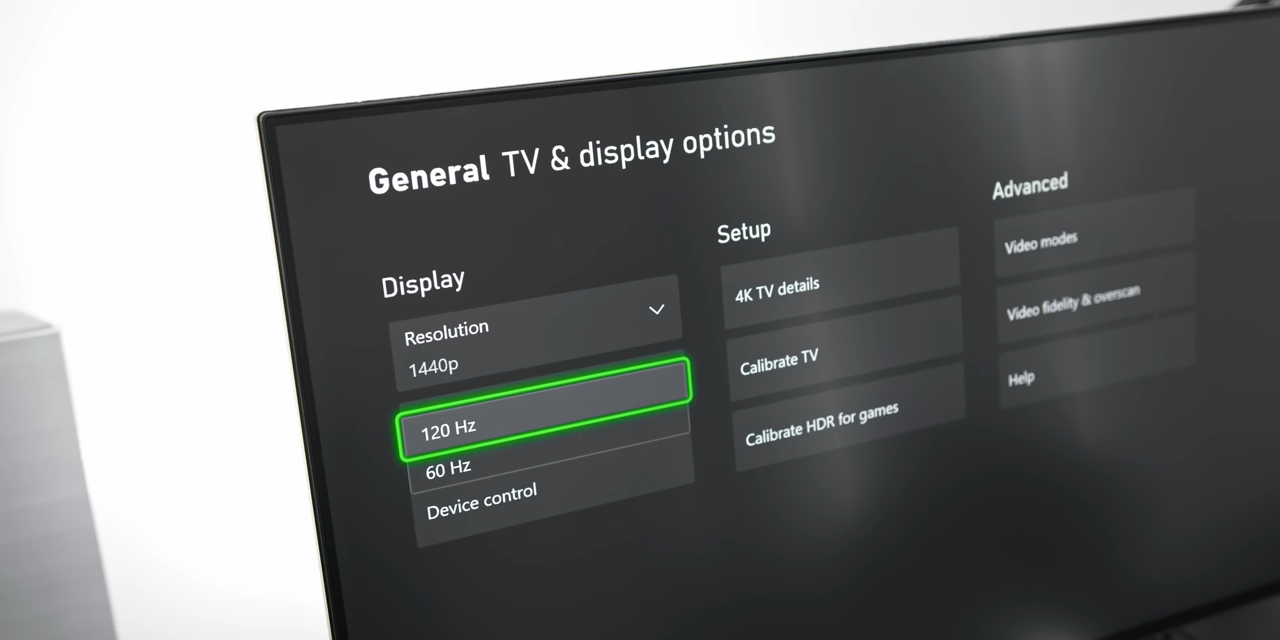 General TV & display options
Display
Resolution
1440p
120 Hz
60 Hz
Device control
Setup
4K TV details
Calibrate TV
Calibrate HDR for games
Advanced
Video modes
Video fidelity & overscan
Help